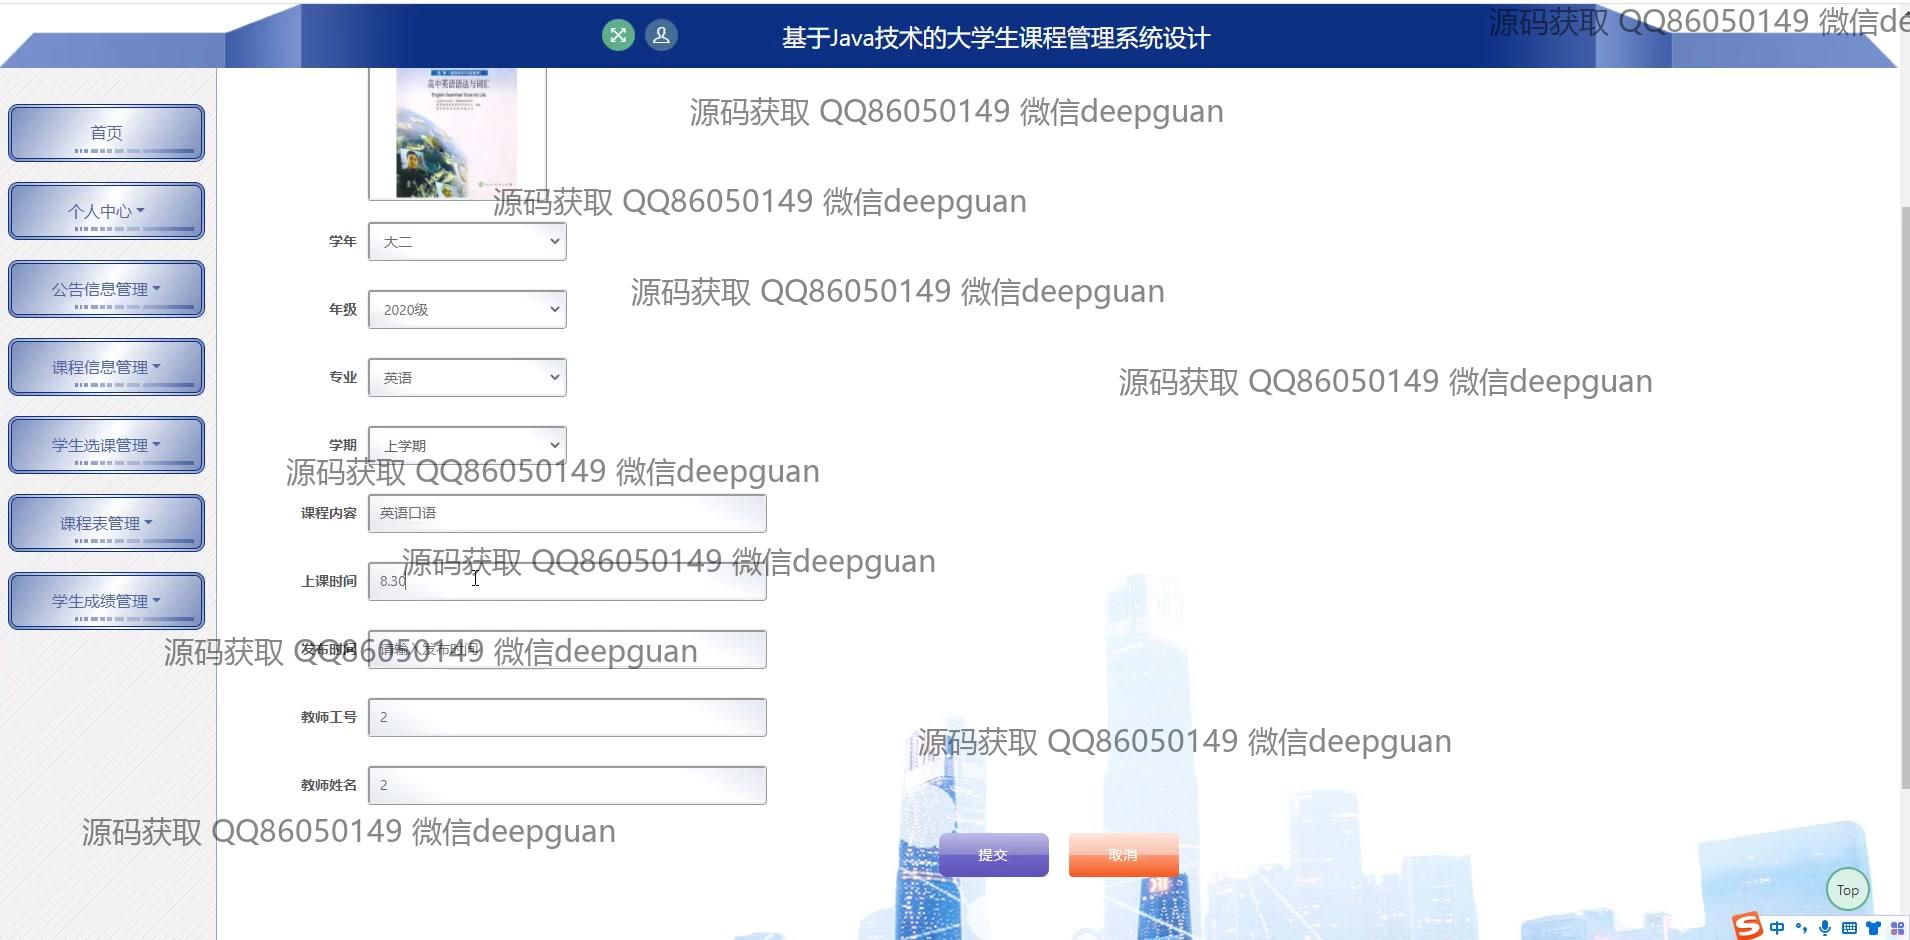 基于Java技术的大学生课程管理系统设计
源码获取 QQ86050149 微信de
首页
个人中心
公告信息管理
课程信息管理
学生选课管理
课程表管理
学生成绩管理
高中英语语法与词汇
源码获取 QQ86050149 微信deepguan
源码获取 QQ86050149 微信deepguan
学年 大二
源码获取 QQ86050149 微信deepguan
年级 2020级
专业 英语
源码获取 QQ86050149 微信deepguan
学期 上学期
源码获取 QQ86050149 微信deepguan
课程内容 英语口语
源码获取 QQ86050149 微信deepguan
上课时间 8.30
发布时间 请输入发布时间
源码获取 QQ86050149 微信deepguan
教师工号 2
源码获取 QQ86050149 微信deepguan
教师姓名 2
源码获取 QQ86050149 微信deepguan
提交
取消
Top
中